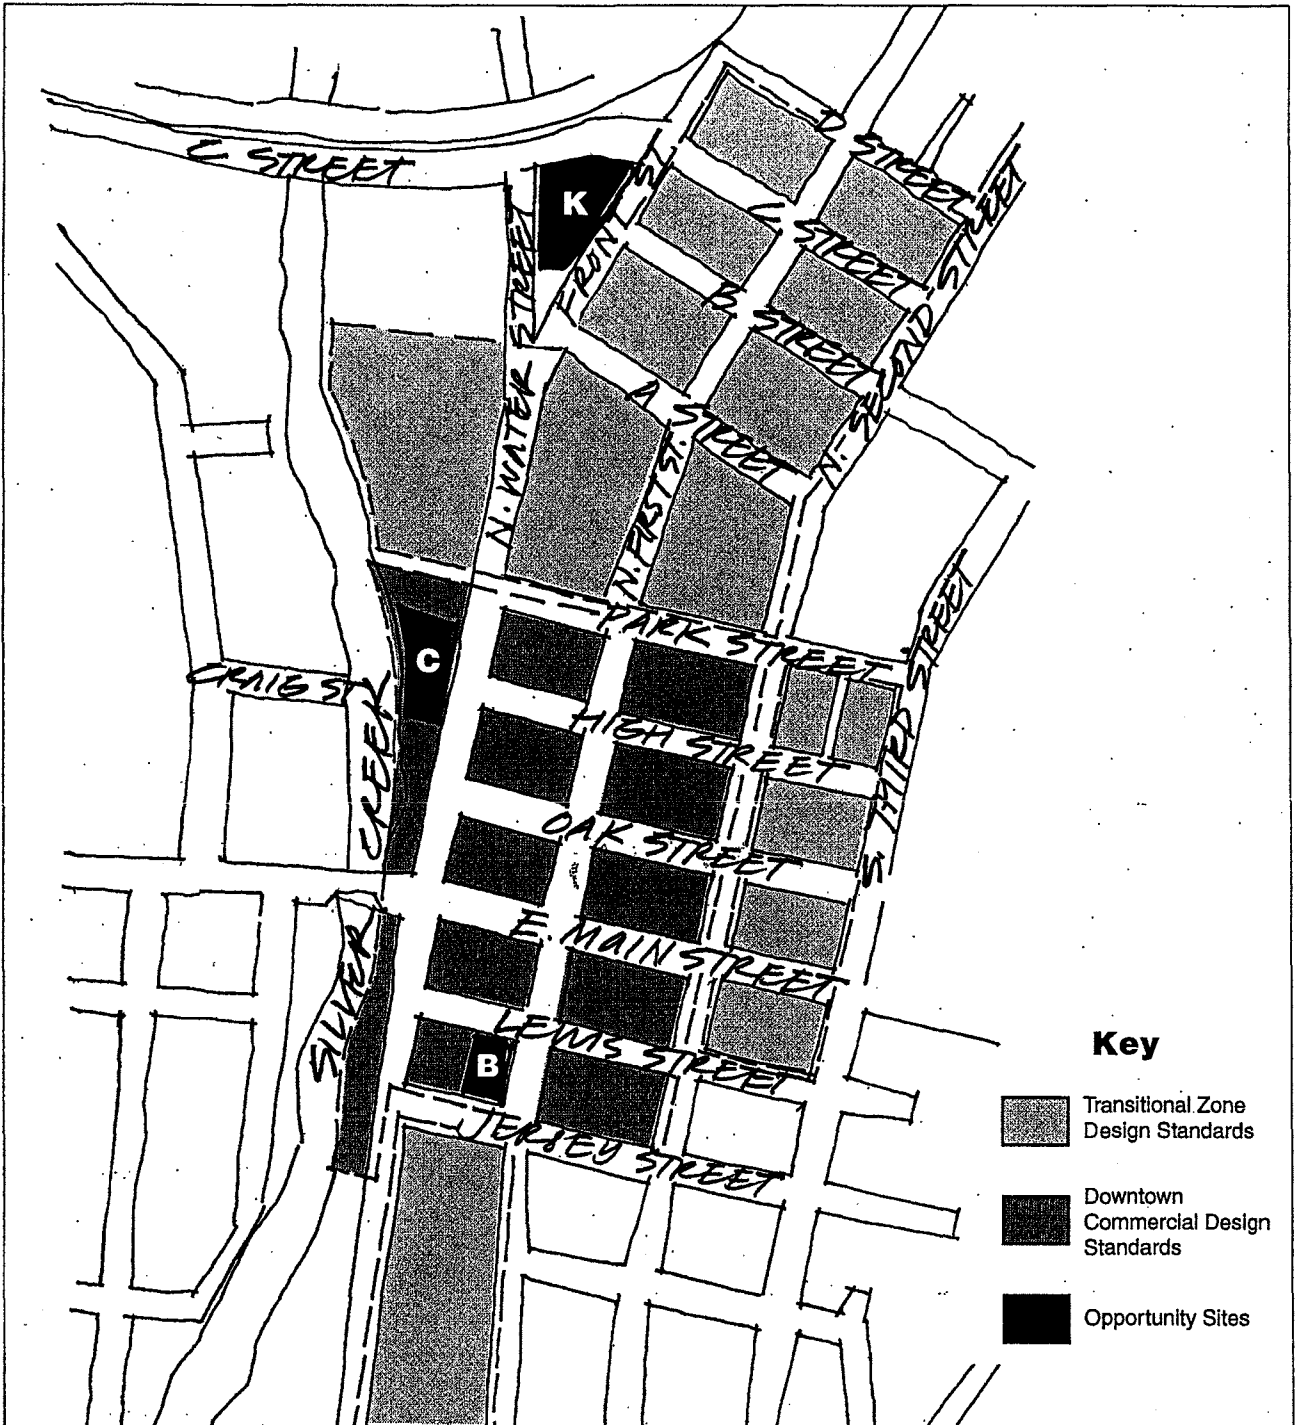 C STREET
K
D STREET
FRONT ST
C STREET
N. SECOND STREET
B STREET
N. WATER STREET
A STREET
N. FIRST ST.
PARK STREET
S. THIRD STREET
C
CRAIG ST
HIGH STREET
OAK STREET
SILVER CREEK
E. MAIN STREET
LEWIS STREET
B
JERSEY STREET
Key
Transitional Zone
Design Standards
Downtown
Commercial Design
Standards
Opportunity Sites